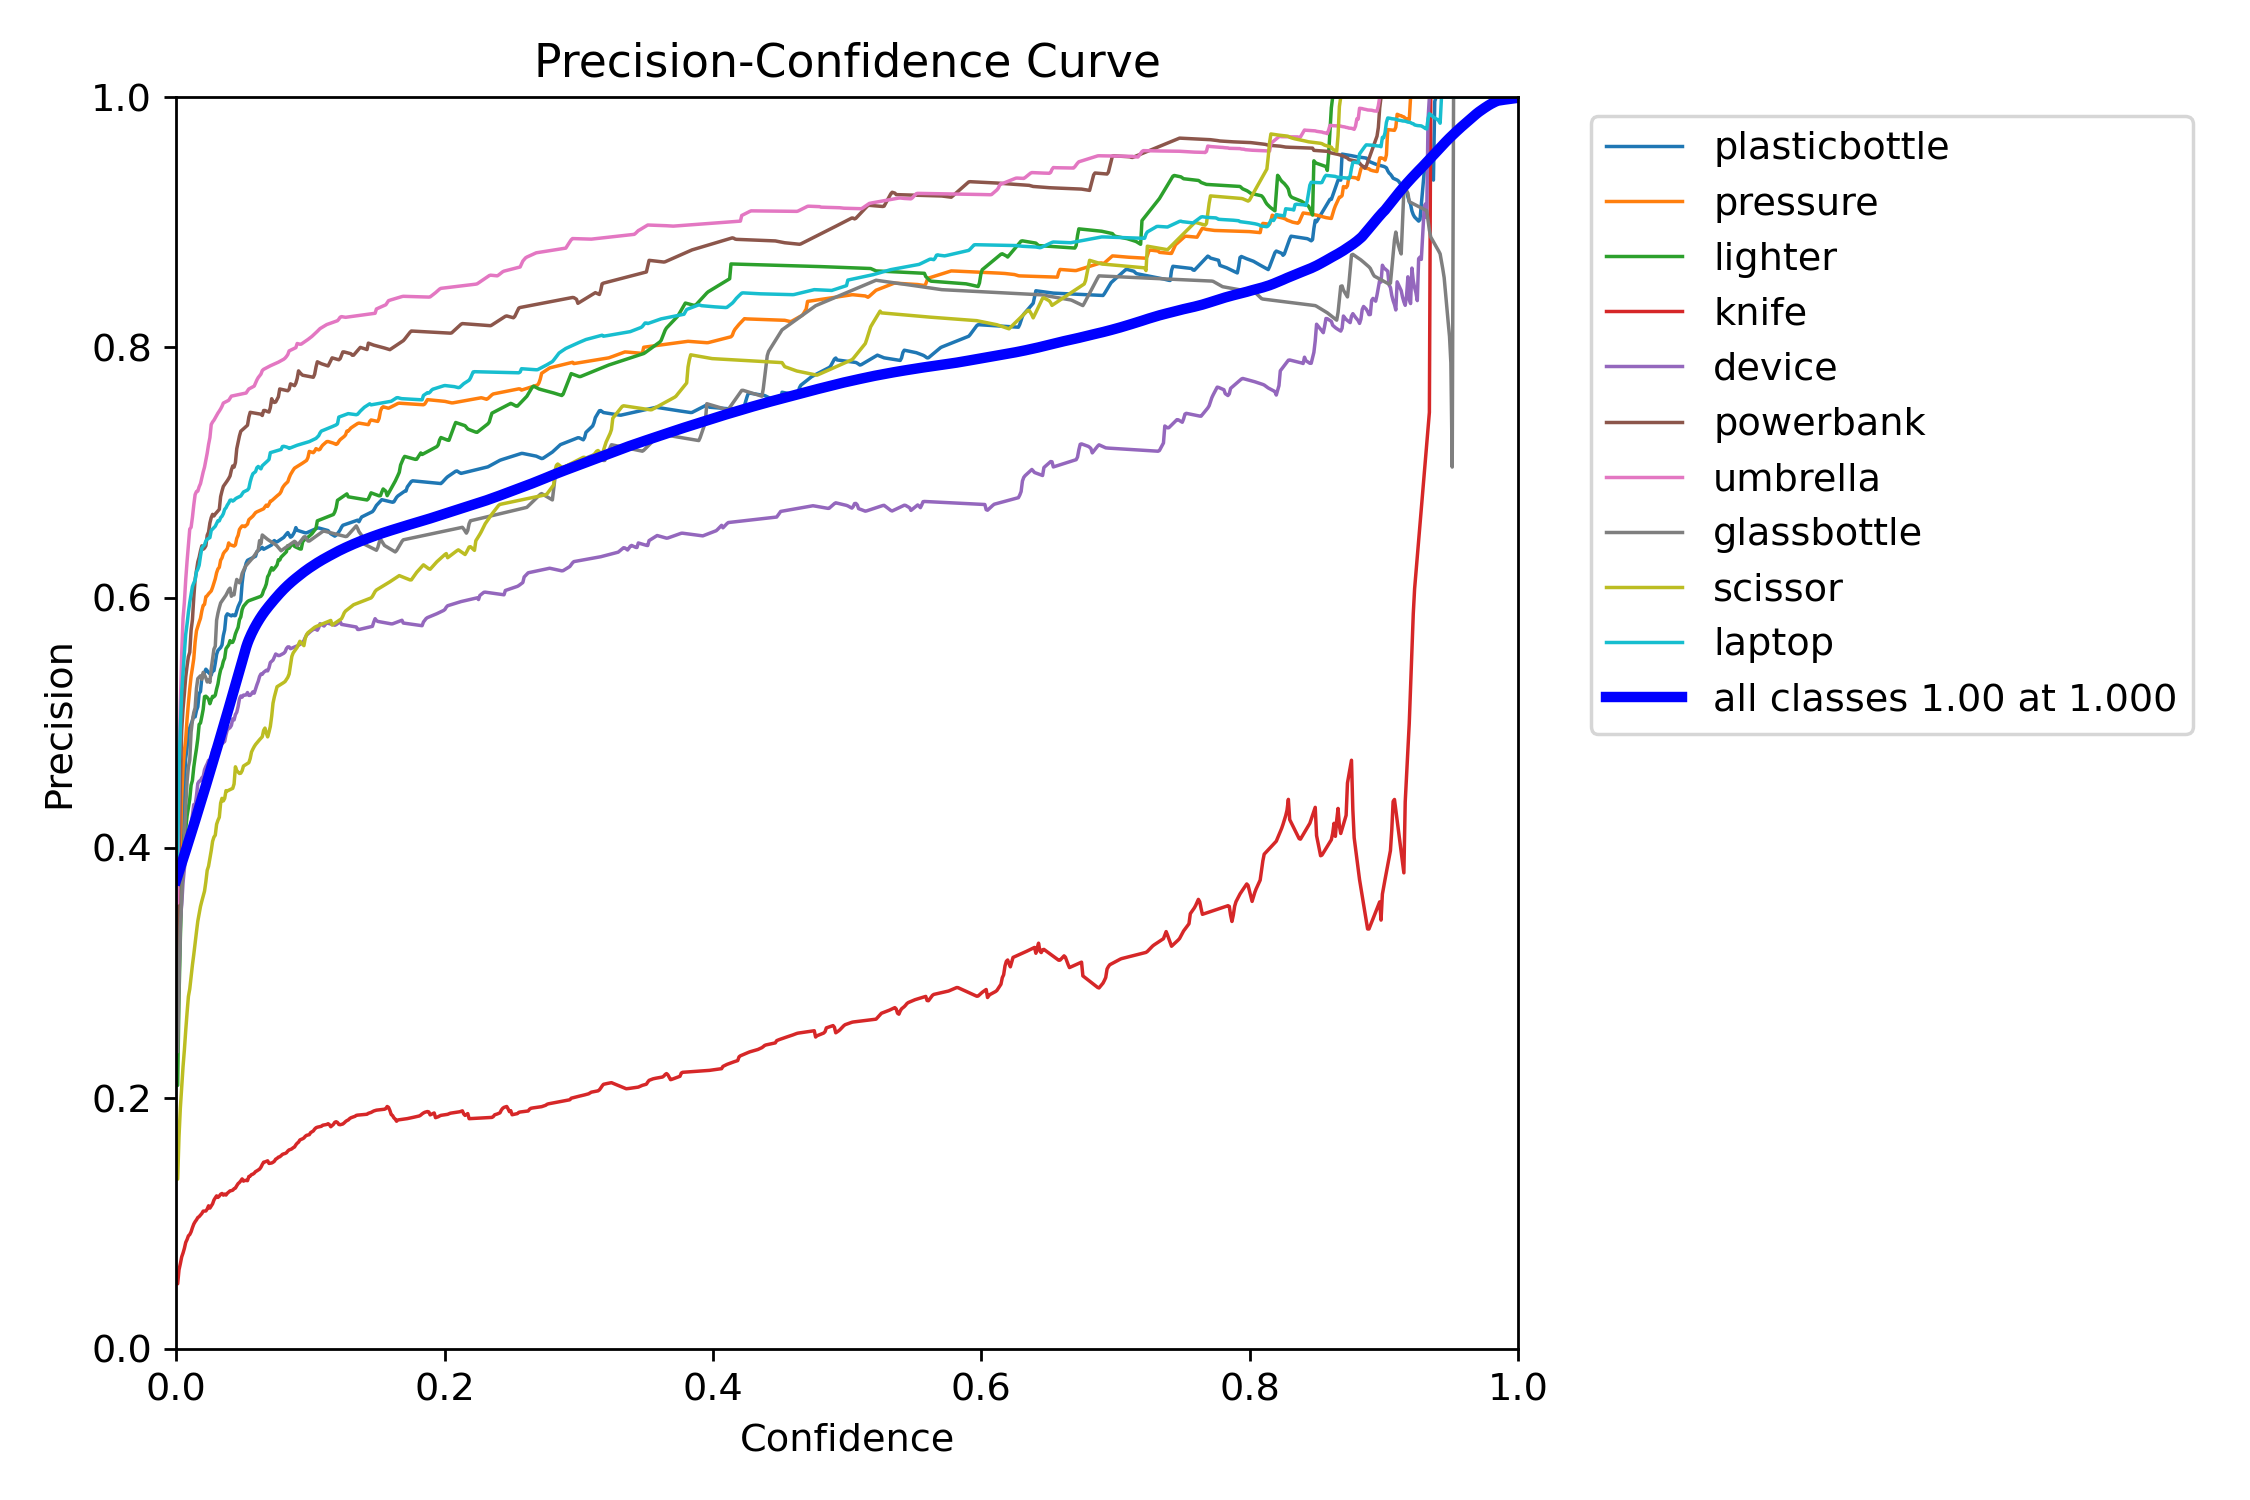 Precision-Confidence Curve
1.0
0.8
0.6
0.4
0.2
0.0
Precision
0.0 0.2 0.4 0.6 0.8 1.0
Confidence
plasticbottle
pressure
lighter
knife
device
powerbank
umbrella
glassbottle
scissor
laptop
all classes 1.00 at 1.000